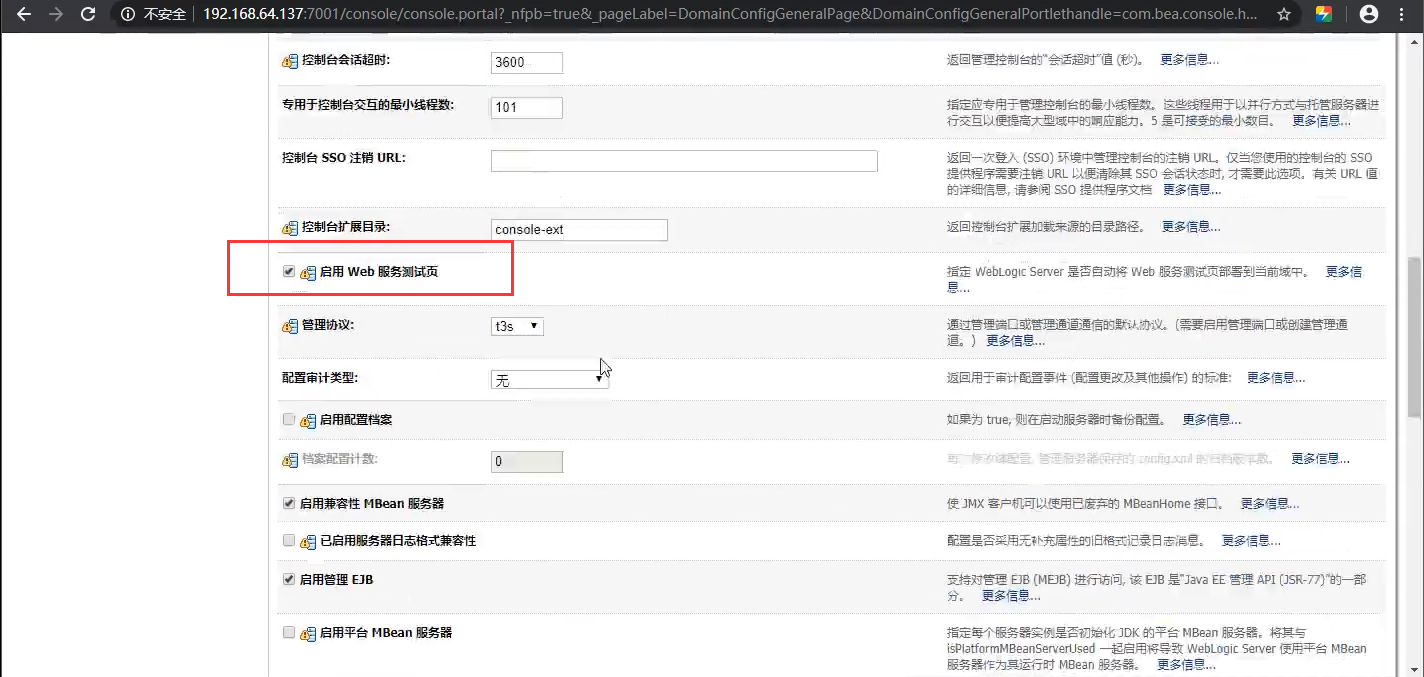 不安全 192.168.64.137:7001/console/console.portal?_nfpb=true&_pageLabel=DomainConfigGeneralPage&DomainConfigGeneralPortlethandle=com.bea.console.h...
控制台会话超时: 3600 返回管理控制台的“会话超时”值 (秒)。 更多信息...
专用于控制台交互的最小线程数: 101 指定应专用于管理控制台的最小线程数。这些线程用于以并行方式与托管服务器进
行交互以便提高大型域中的响应能力。5 是可接受的最小数目。 更多信息...
控制台 SSO 注销 URL: 返回一次登入 (SSO) 环境中管理控制台的注销 URL。仅当您使用的控制台的 SSO
提供程序需要注销 URL 以便清除其 SSO 会话状态时, 才需要此选项。有关 URL 值
的详细信息, 请参阅 SSO 提供程序文档 更多信息...
控制台扩展目录: console-ext 返回控制台扩展加载来源的目录路径。 更多信息...
启用 Web 服务测试页 指定 WebLogic Server 是否自动将 Web 服务测试页部署到当前域中。 更多信
息...
管理协议: t3s 通过管理端口或管理通道通信的默认协议。(需要启用管理端口或创建管理通
道。) 更多信息...
配置审计类型: 无 返回用于审计配置事件 (配置更改及其他操作) 的标准: 更多信息...
启用配置档案 如果为 true, 则在启动服务器时备份配置。 更多信息...
档案配置计数: 0 管理服务器保存的 config.xml 的归档版本数。 更多信息...
启用兼容性 MBean 服务器 使 JMX 客户机可以使用已废弃的 MBeanHome 接口。 更多信息...
已启用服务器日志格式兼容性 配置是否采用无补充属性的旧格式记录日志消息。 更多信息...
启用管理 EJB 支持对管理 EJB (MEJB) 进行访问, 该 EJB 是"Java EE 管理 API (JSR-77)"的一部
分。 更多信息...
启用平台 MBean 服务器 指定每个服务器实例是否初始化 JDK 的平台 MBean 服务器。将其与
isPlatformMBeanServerUsed 一起启用将导致 WebLogic Server 使用平台 MBean
服务器作为其运行时 MBean 服务器。 更多信息...